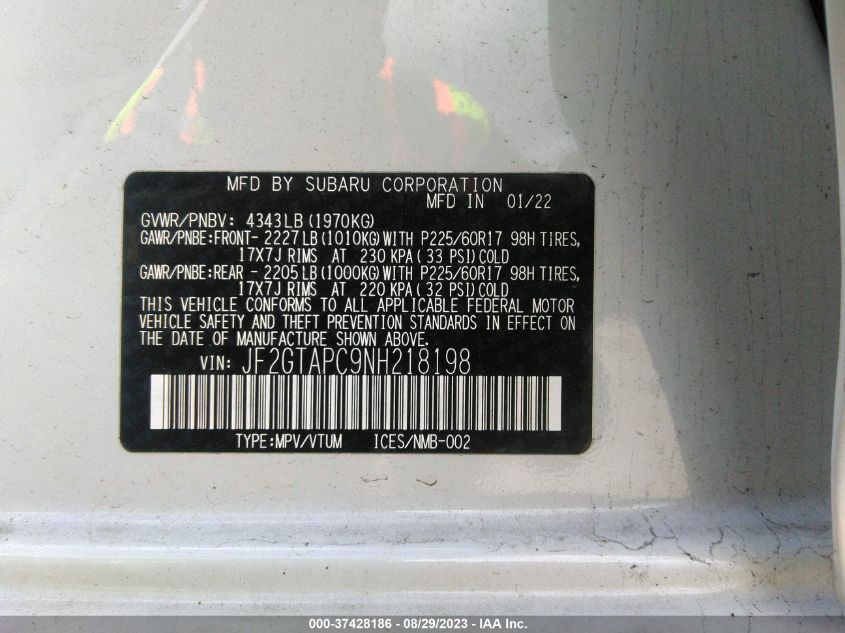 MFD BY SUBARU CORPORATION
MFD IN 01/22
GVWR/PNBV: 4343LB(1970KG)
GAWR/PNBE:FRONT- 2227LB(1010KG)WITH P225/60R17 98H TIRES,
17X7J RIMS AT 230 KPA( 33 PSI)COLD
GAWR/PNBE:REAR - 2205LB(1000KG)WITH P225/60R17 98H TIRES,
17X7J RIMS AT 220 KPA( 32 PSI)COLD
THIS VEHICLE CONFORMS TO ALL APPLICABLE FEDERAL MOTOR
VEHICLE SAFETY AND THEFT PREVENTION STANDARDS IN EFFECT ON
THE DATE OF MANUFACTURE SHOWN ABOVE.
VIN: JF2GTAPC9NH218198
TYPE:MPV/VTUM ICES/NMB-002
000-37428186 - 08/29/2023 - IAA Inc.